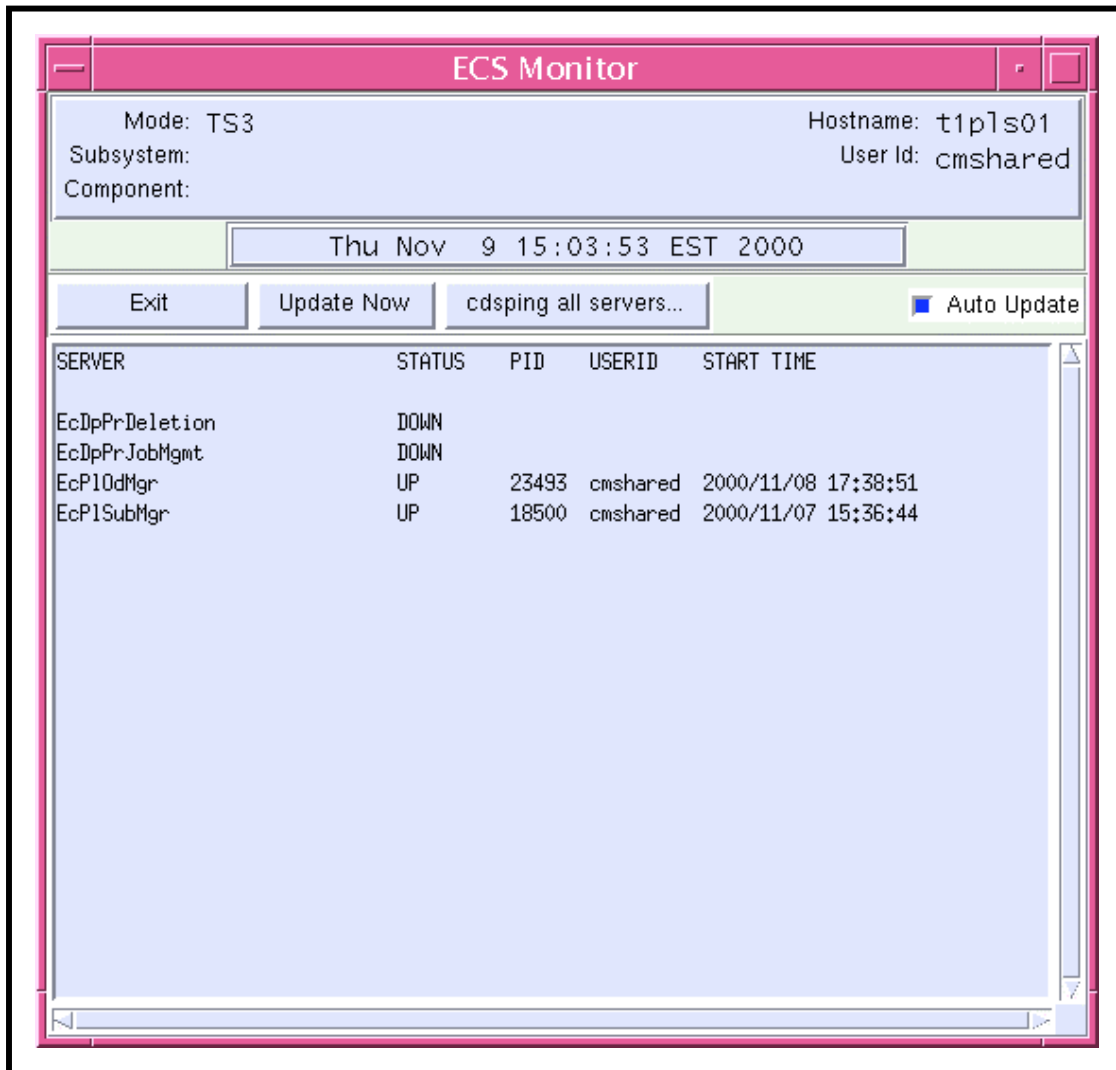 ECS Monitor
Mode: TS3 Hostname: t1pls01
Subsystem: User Id: cmshared
Component:
Thu Nov 9 15:03:53 EST 2000
Exit Update Now cdsping all servers... Auto Update
SERVER STATUS PID USERID START TIME
EcDpPrDeletion DOWN
EcDpPrJobMgmt DOWN
EcPlOdMgr UP 23493 cmshared 2000/11/08 17:38:51
EcPlSubMgr UP 18500 cmshared 2000/11/07 15:36:44